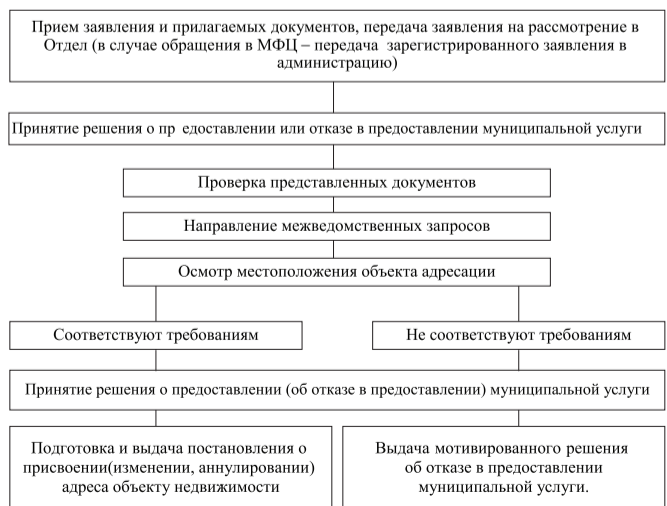 Прием заявления и прилагаемых документов, передача заявления на рассмотрение в
Отдел (в случае обращения в МФЦ – передача зарегистрированного заявления в
администрацию)
Принятие решения о пр едоставлении или отказе в предоставлении муниципальной услуги
Проверка представленных документов
Направление межведомственных запросов
Осмотр местоположения объекта адресации
Соответствуют требованиям
Не соответствуют требованиям
Принятие решения о предоставлении (об отказе в предоставлении) муниципальной услуги
Подготовка и выдача постановления о
присвоении(изменении, аннулировании)
адреса объекту недвижимости
Выдача мотивированного решения
об отказе в предоставлении
муниципальной услуги.